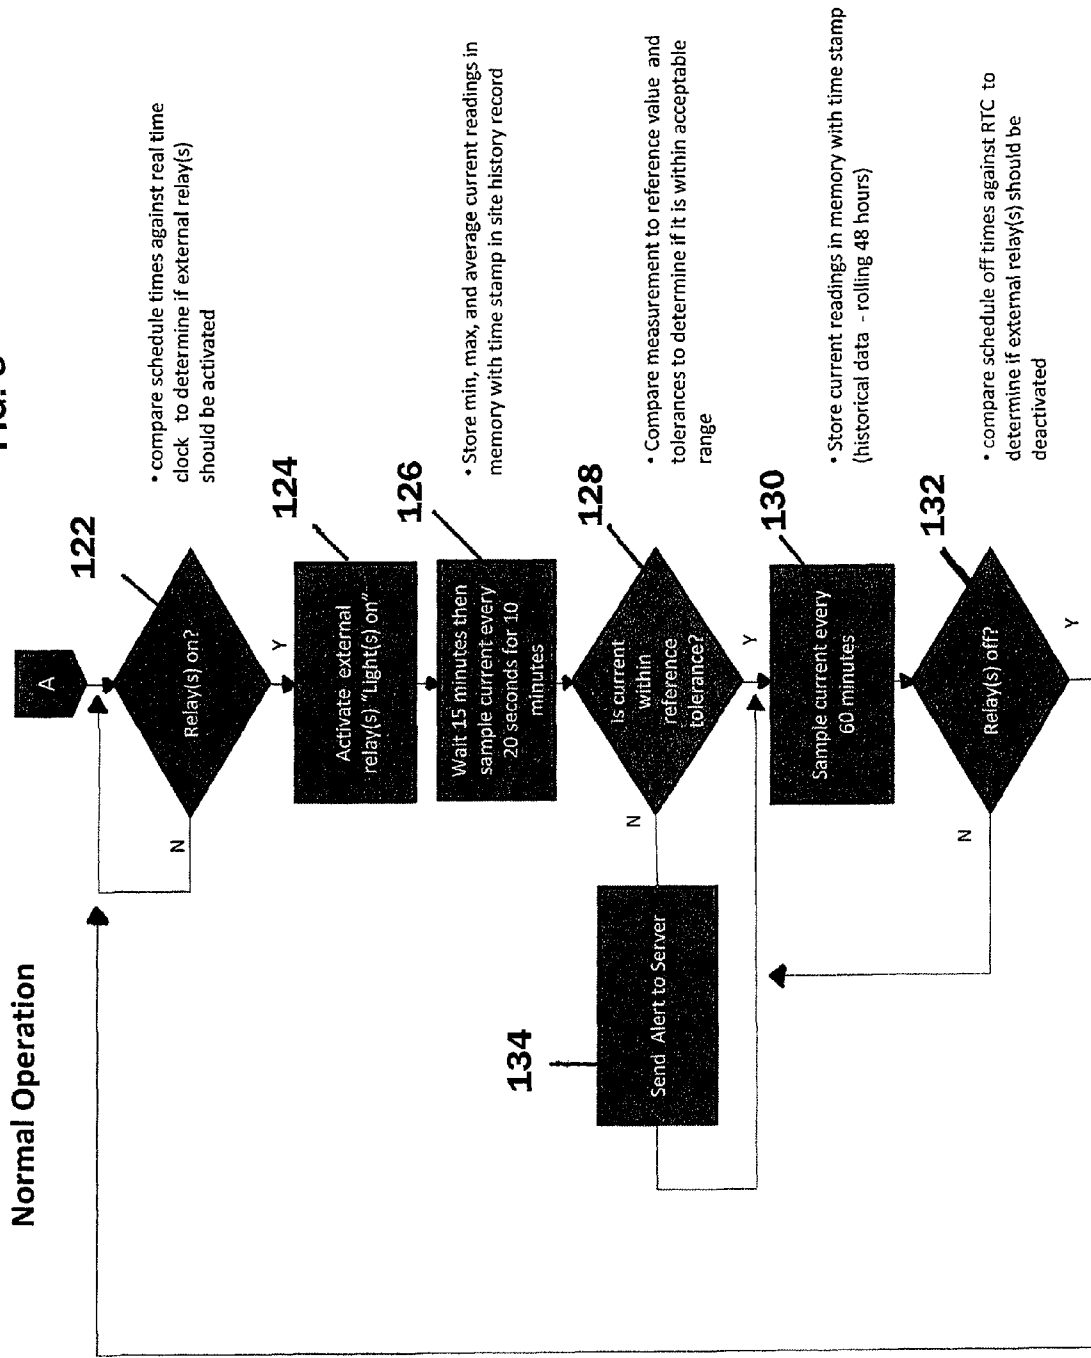 Normal Operation
A
122
Relay(s) on?
N
Y
• compare schedule times against real time
clock to determine if external relay(s)
should be activated
124
Activate external
relay(s) "Light(s) on"
126
Wait 15 minutes then
sample current every
20 seconds for 10
minutes
• Store min, max, and average current readings in
memory with time stamp in site history record
128
is current
within
reference
tolerance?
N
Y
• Compare measurement to reference value and
tolerances to determine if it is within acceptable
range
134
Send Alert to Server
130
Sample current every
60 minutes
• Store current readings in memory with time stamp
(historical data - rolling 48 hours)
132
Relay(s) off?
N
Y
• compare schedule off times against RTC to
determine if external relay(s) should be
deactivated